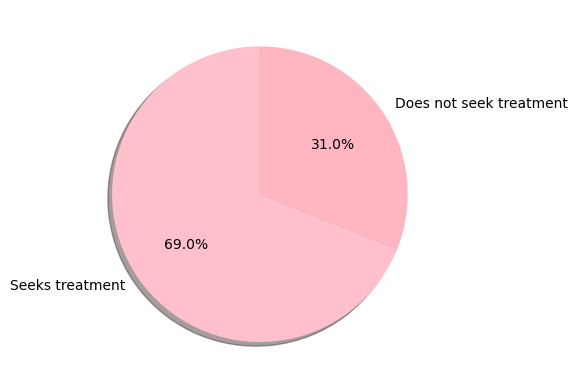 Does not seek treatment
31.0%
69.0%
Seeks treatment